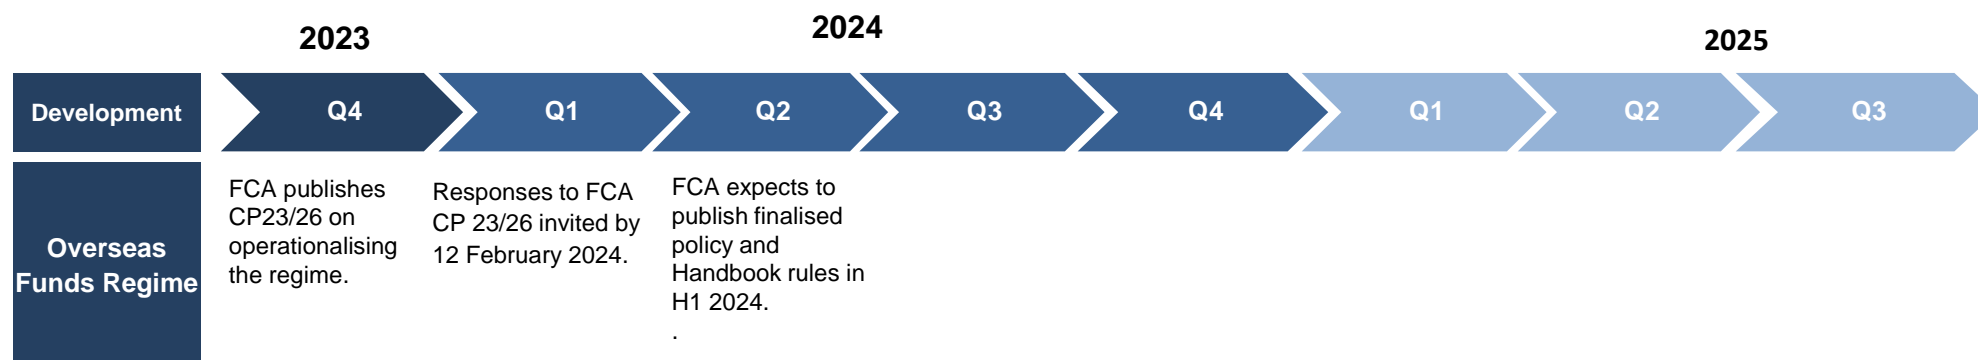 2023
2024
2025
Development
Q4
Q1
Q2
Q3
Q4
Q1
Q2
Q3
Overseas
Funds Regime
FCA publishes
CP23/26 on
operationalising
the regime.
Responses to FCA
CP 23/26 invited by
12 February 2024.
FCA expects to
publish finalised
policy and
Handbook rules in
H1 2024.
.